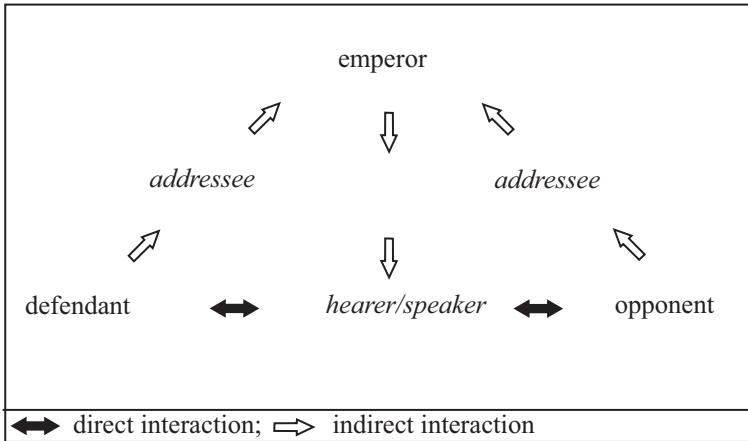 emperor
addressee addressee
defendant hearer/speaker opponent
direct interaction; indirect interaction